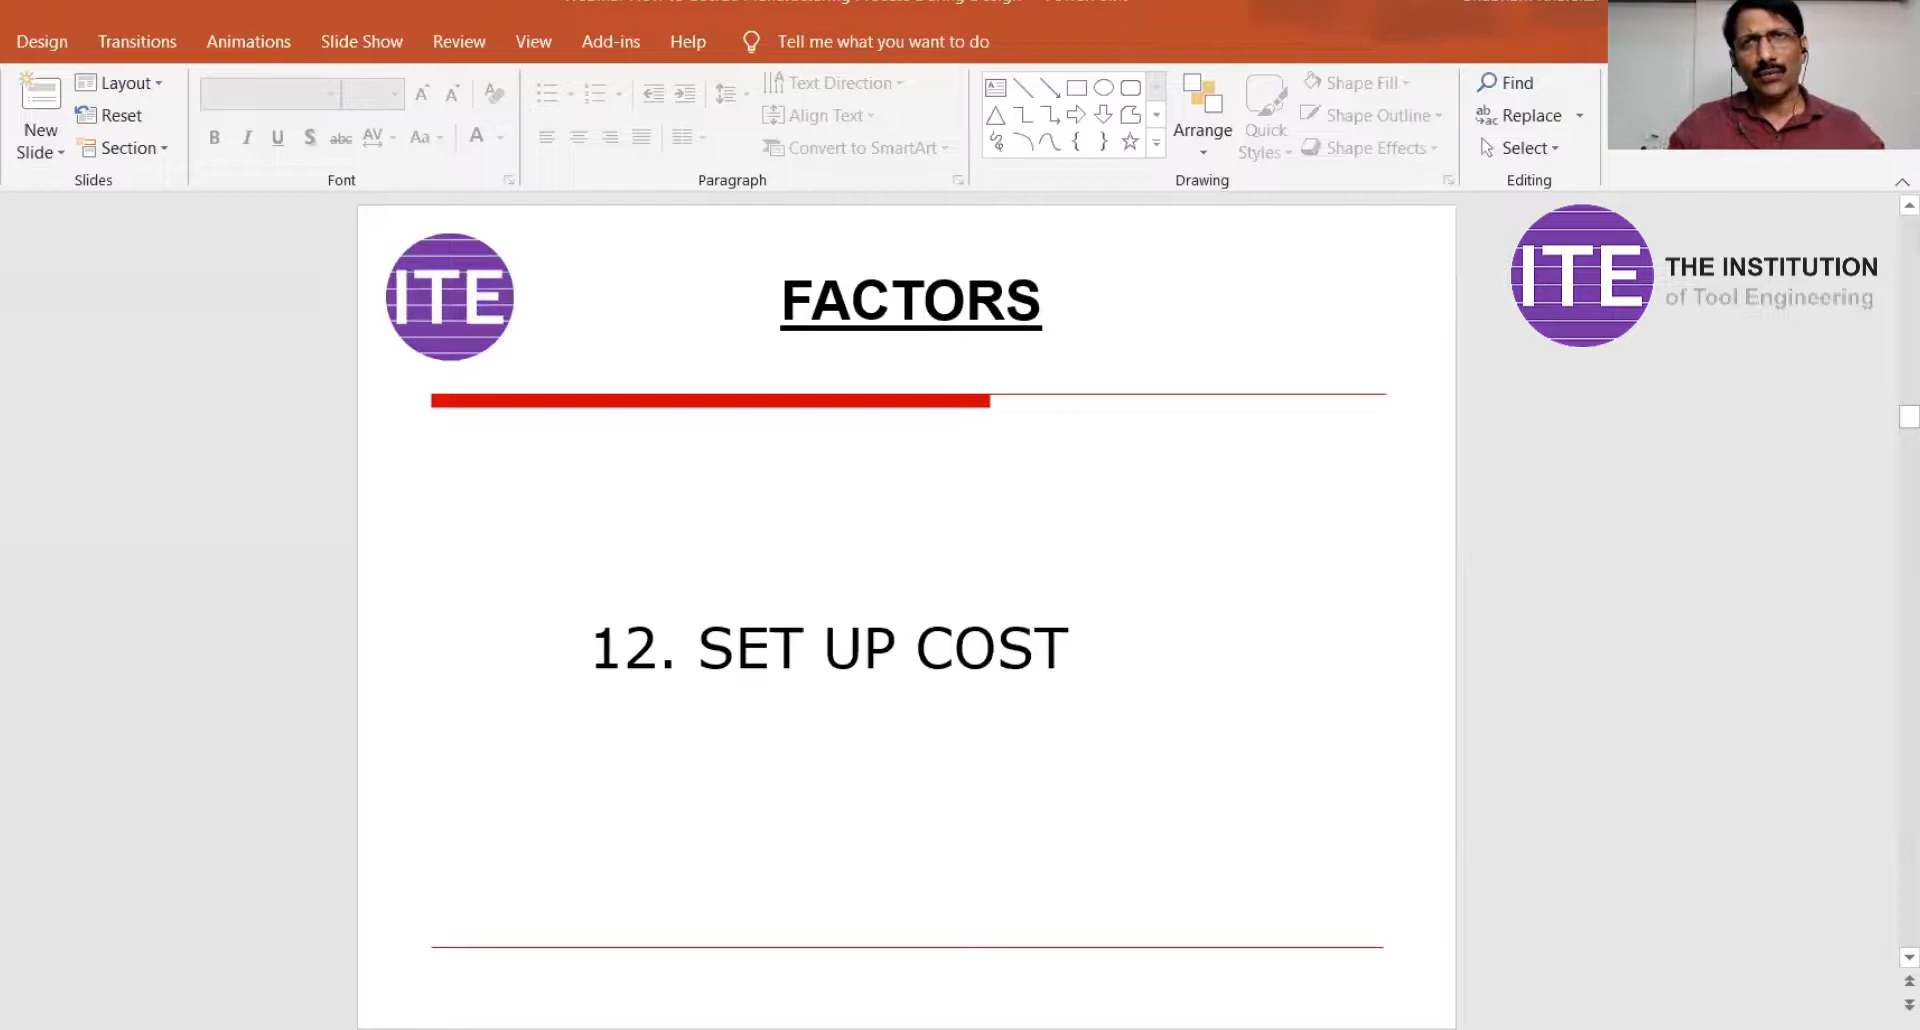 Design Transitions Animations Slide Show Review View Add-ins Help Tell me what you want to do
New Slide
Layout
Reset
Section
Slides
B I U S abc AV Aa A
Font
Text Direction
Align Text
Convert to SmartArt
Paragraph
Arrange
Quick Styles
Shape Fill
Shape Outline
Shape Effects
Drawing
Find
Replace
Select
Editing
ITE
FACTORS
ITE THE INSTITUTION
of Tool Engineering
12. SET UP COST